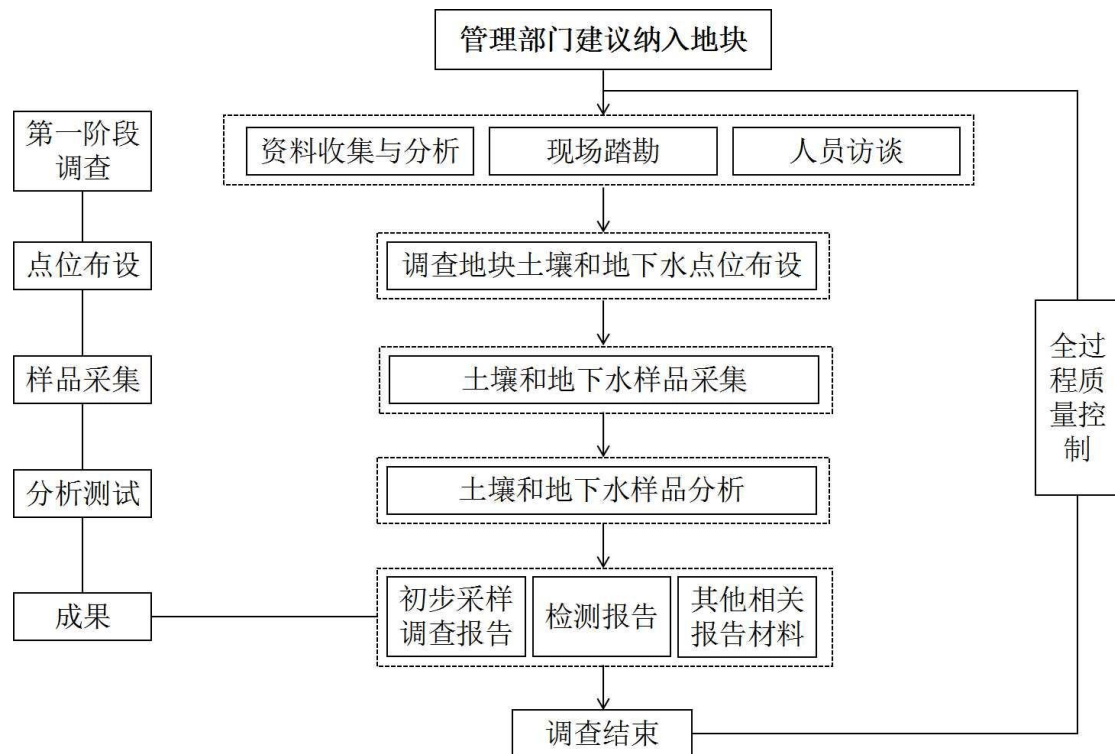 管理部门建议纳入地块
第一阶段
调查
资料收集与分析
现场踏勘
人员访谈
点位布设
调查地块土壤和地下水点位布设
样品采集
土壤和地下水样品采集
全过
程质
量控
制
分析测试
土壤和地下水样品分析
成果
初步采样
调查报告
检测报告
其他相关
报告材料
调查结束